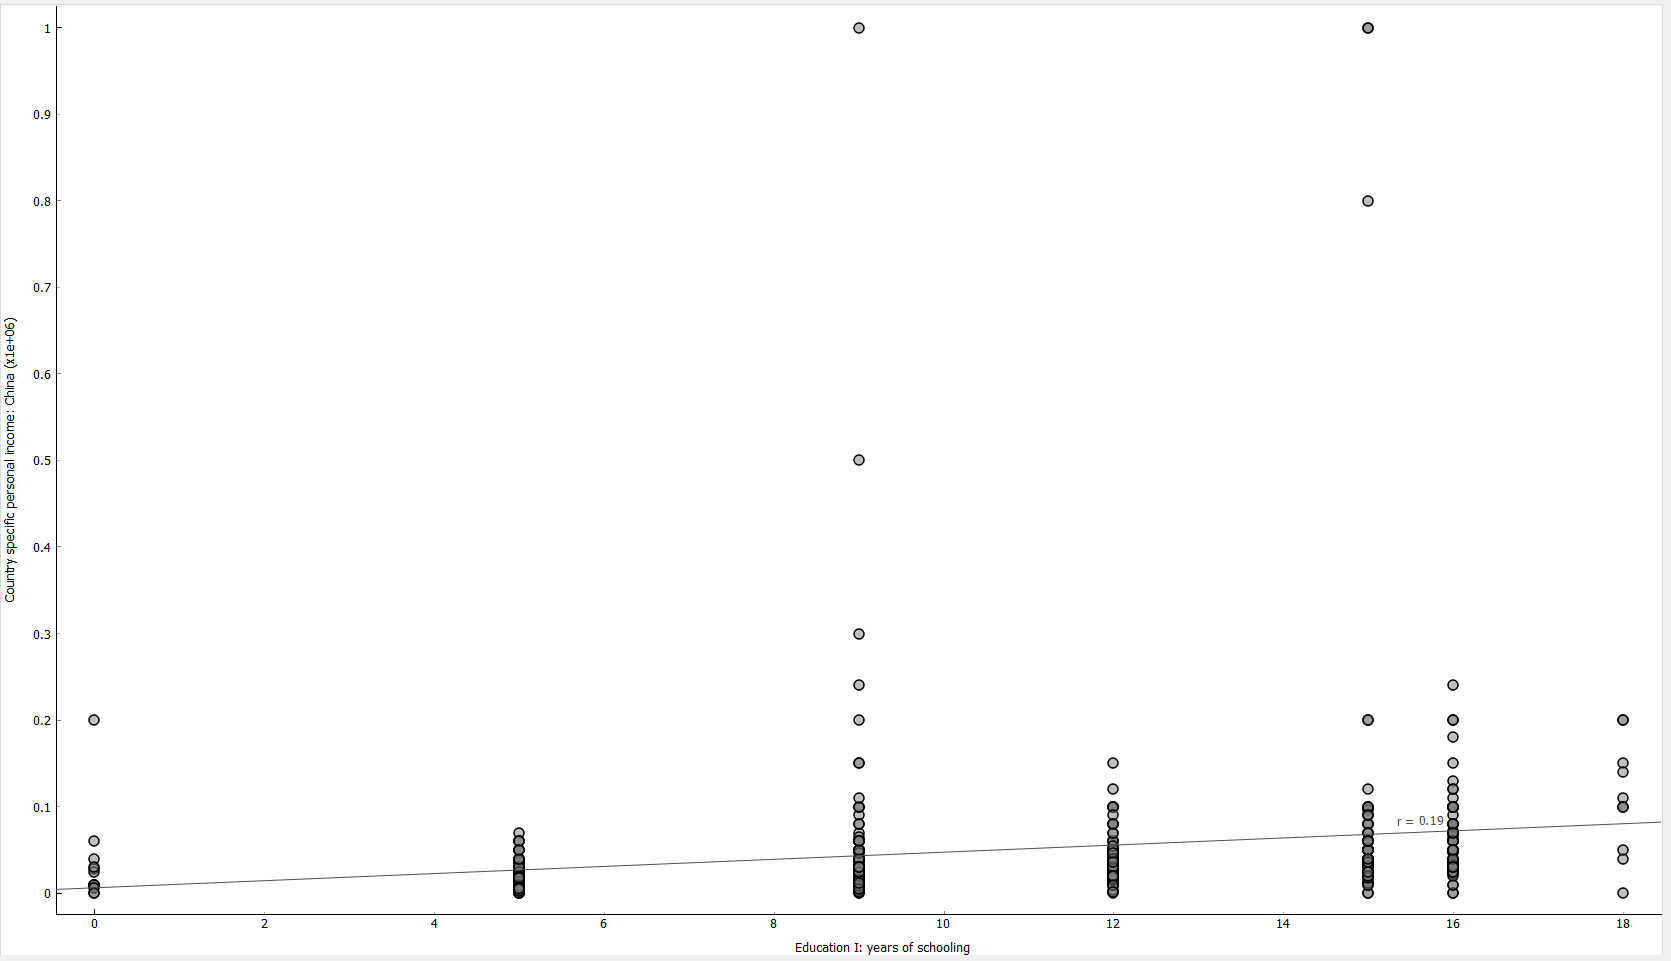 1
0.9
0.8
0.7
0.6
0.5
0.4
0.3
0.2
0.1
0
Country specific personal income: China (x1e+06)
r = 0.19
0 2 4 6 8 10 12 14 16 18
Education I: years of schooling